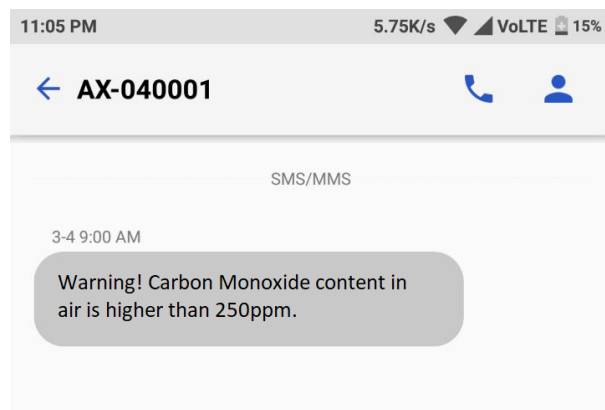 11:05 PM 5.75K/s VoLTE 15%
AX-040001
SMS/MMS
3-4 9:00 AM
Warning! Carbon Monoxide content in
air is higher than 250ppm.